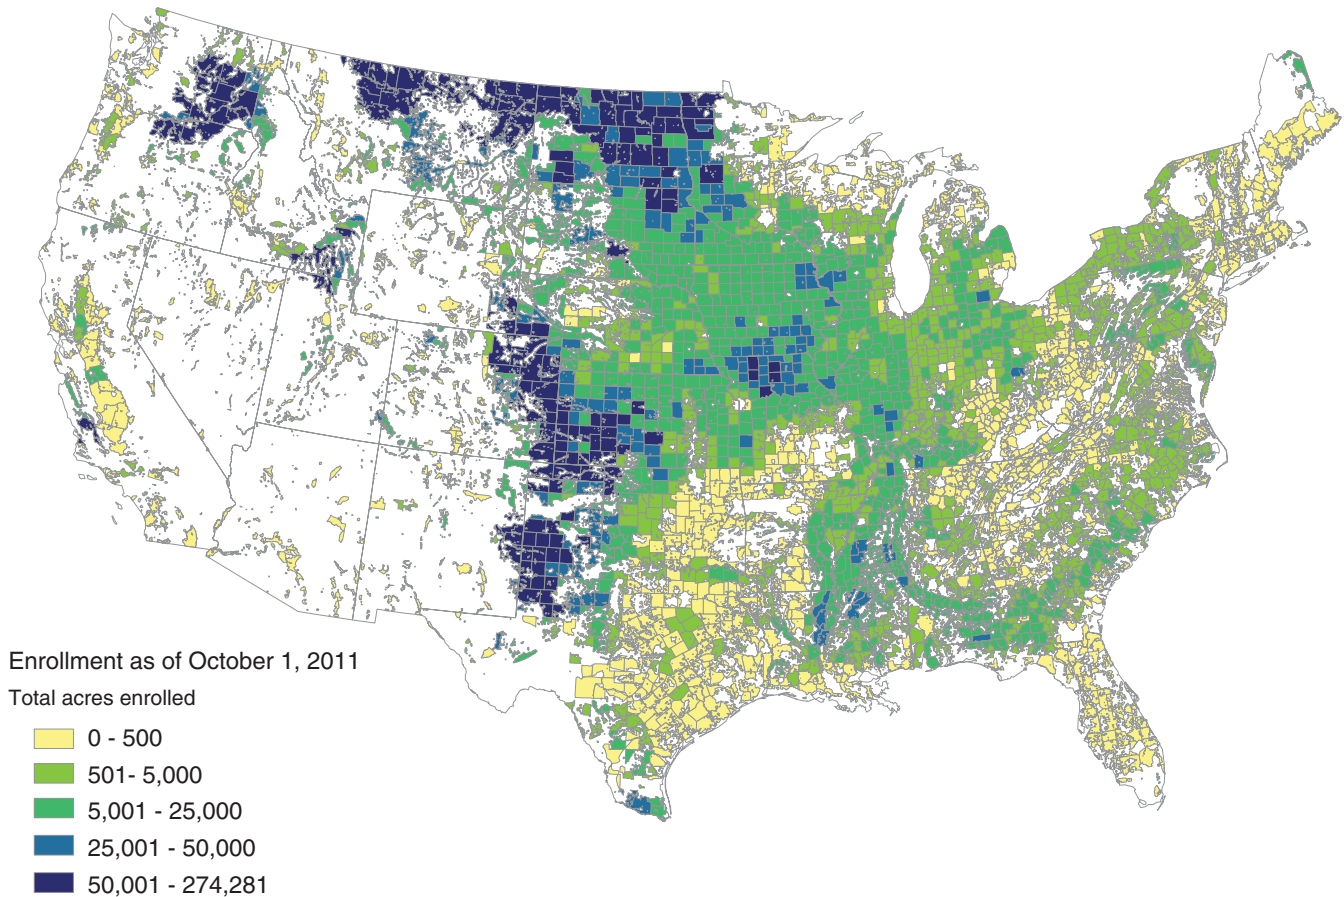 Enrollment as of October 1, 2011
Total acres enrolled
0 - 500
501- 5,000
5,001 - 25,000
25,001 - 50,000
50,001 - 274,281